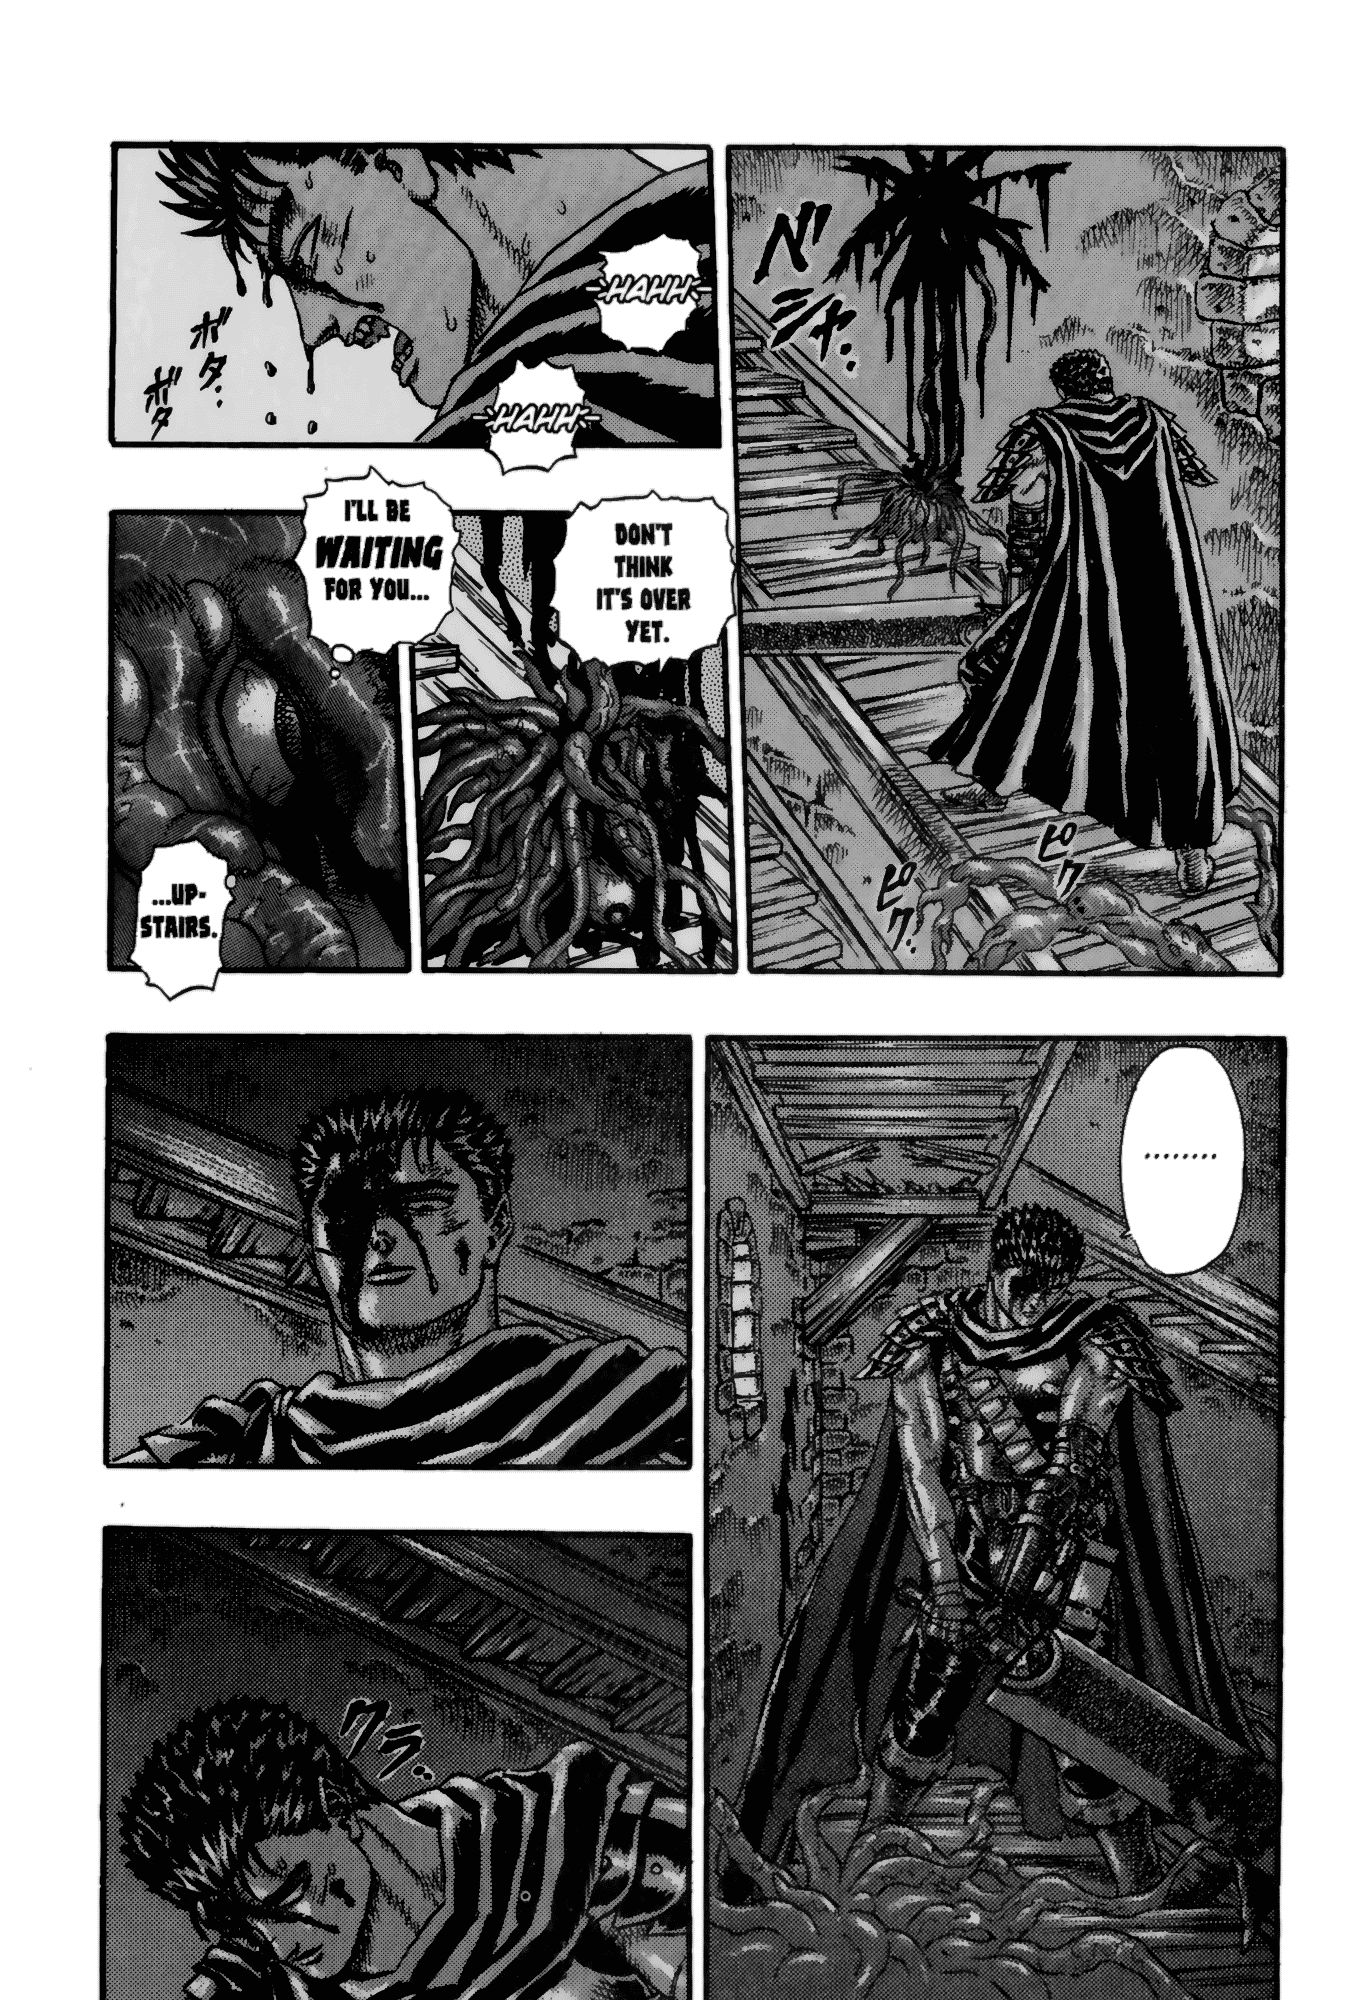 ベ
シャ..
ピク
ピク..
HAHH
HAHH
ボタ.
ボタ
DON'T
THINK
IT'S OVER
YET.
I'LL BE
WAITING
FOR YOU...
...UP-
STAIRS.
........
クラ..